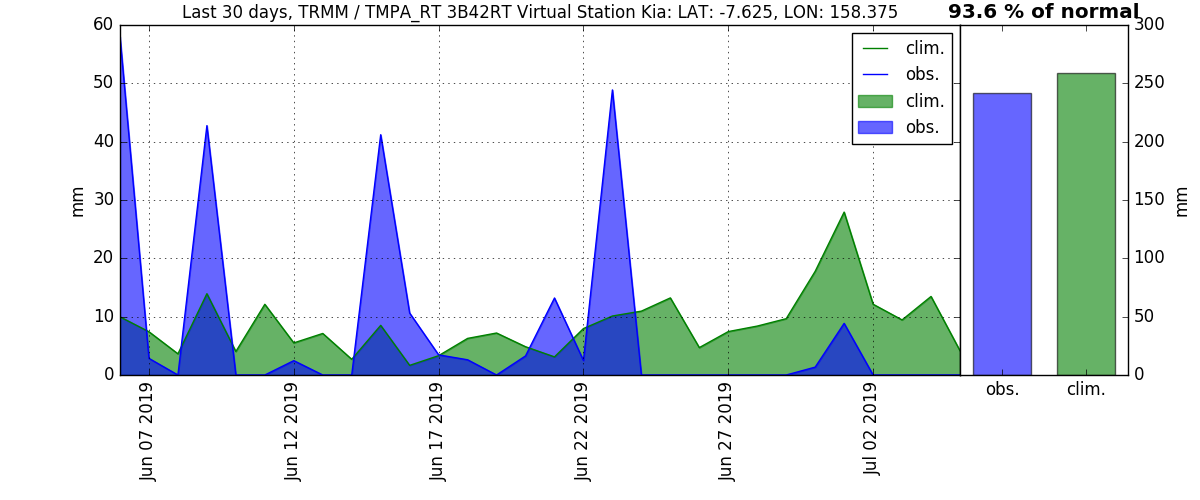 Last 30 days, TRMM / TMPA_RT 3B42RT Virtual Station Kia: LAT: -7.625, LON: 158.375
93.6 % of normal
60
50
40
30
20
10
0
mm
clim.
obs.
clim.
obs.
Jun 07 2019
Jun 12 2019
Jun 17 2019
Jun 22 2019
Jun 27 2019
Jul 02 2019
300
250
200
150
100
50
0
mm
obs.
clim.